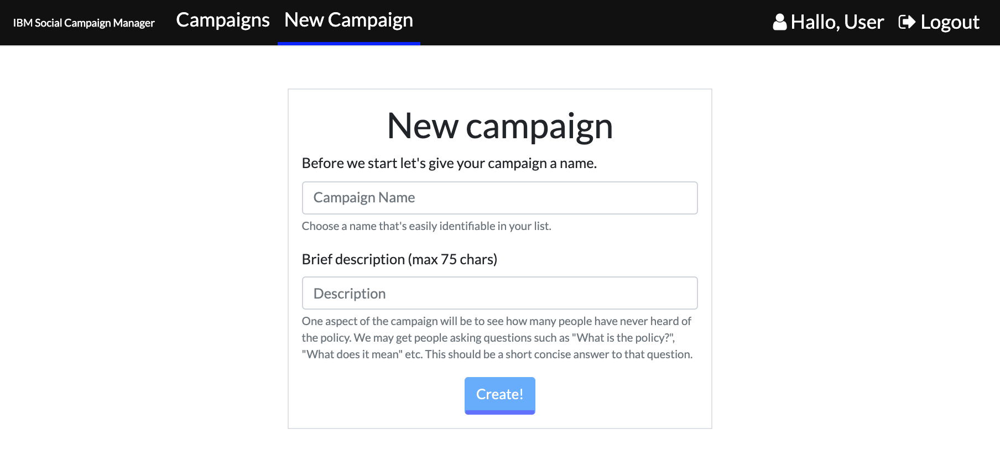 IBM Social Campaign Manager Campaigns New Campaign Hallo, User Logout
New campaign
Before we start let's give your campaign a name.
Campaign Name
Choose a name that's easily identifiable in your list.
Brief description (max 75 chars)
Description
One aspect of the campaign will be to see how many people have never heard of
the policy. We may get people asking questions such as "What is the policy?",
"What does it mean" etc. This should be a short concise answer to that question.
Create!